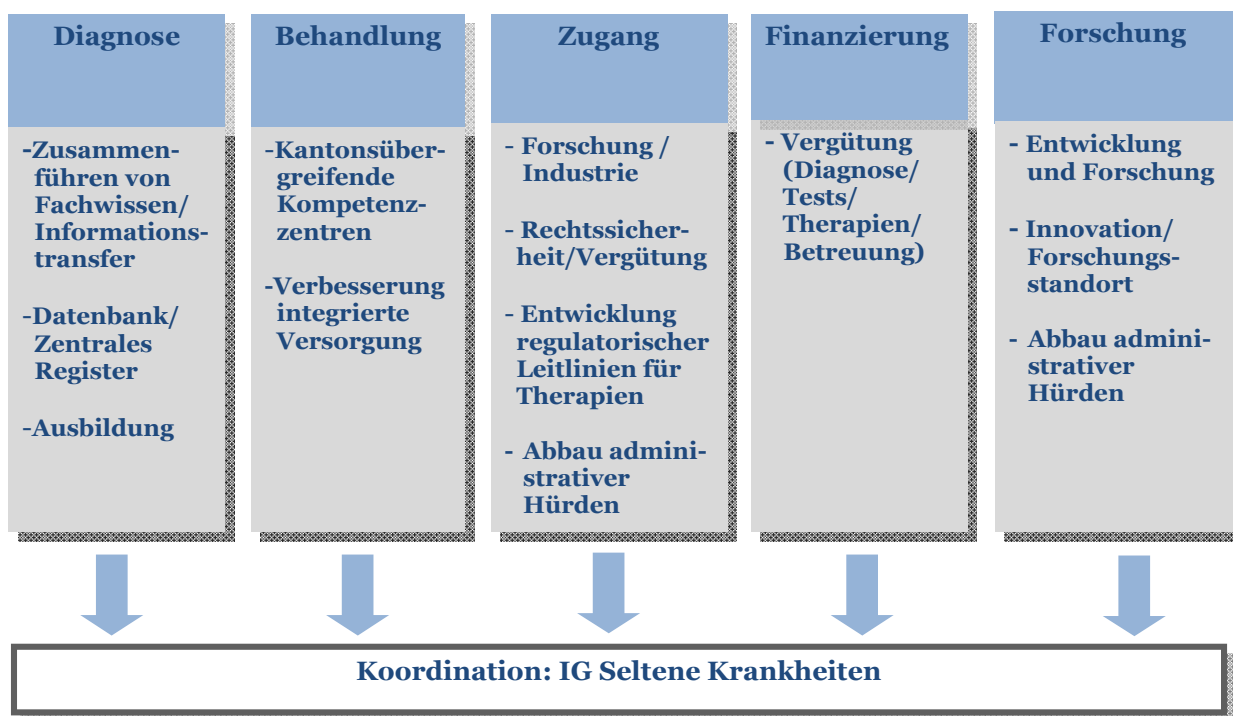 Diagnose
-Zusammen-
führen von
Fachwissen/
Informations-
transfer
-Datenbank/
Zentrales
Register
-Ausbildung
Behandlung
-Kantonsüber-
greifende
Kompetenz-
zentren
-Verbesserung
integrierte
Versorgung
Zugang
- Forschung /
Industrie
- Rechtssicher-
heit/Vergütung
- Entwicklung
regulatorischer
Leitlinien für
Therapien
- Abbau admini-
strativer
Hürden
Finanzierung
- Vergütung
(Diagnose/
Tests/
Therapien/
Betreuung)
Forschung
- Entwicklung
und Forschung
- Innovation/
Forschungs-
standort
- Abbau admini-
strativer
Hürden
Koordination: IG Seltene Krankheiten